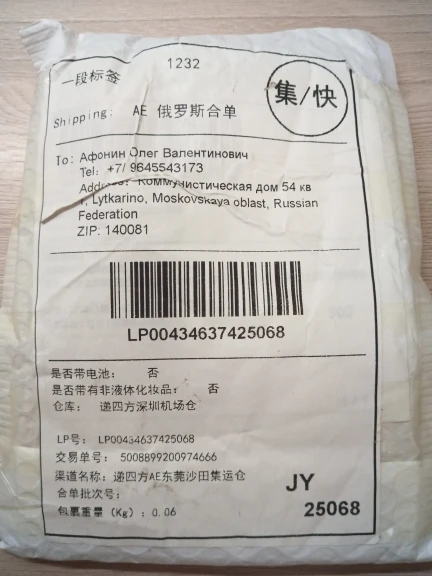 一段标签
1232
集/快
Shipping: AE 俄罗斯合单
To: Афонин Олег Валентинович
Tel: +7/ 9645543173
Коммунистическая дом 54 кв
, Lytkarino, Moskovskaya oblast, Russian
Federation
ZIP: 140081
LP00434637425068
是否带电池： 否
是否带有非液体化妆品： 否
仓库： 递四方深圳机场仓
LP号： LP00434637425068
交易单号： 5008899200974666
渠道名称：递四方AE东莞沙田集运仓
合单批次号：
包裹重量（Kg）：0.06
JY
25068